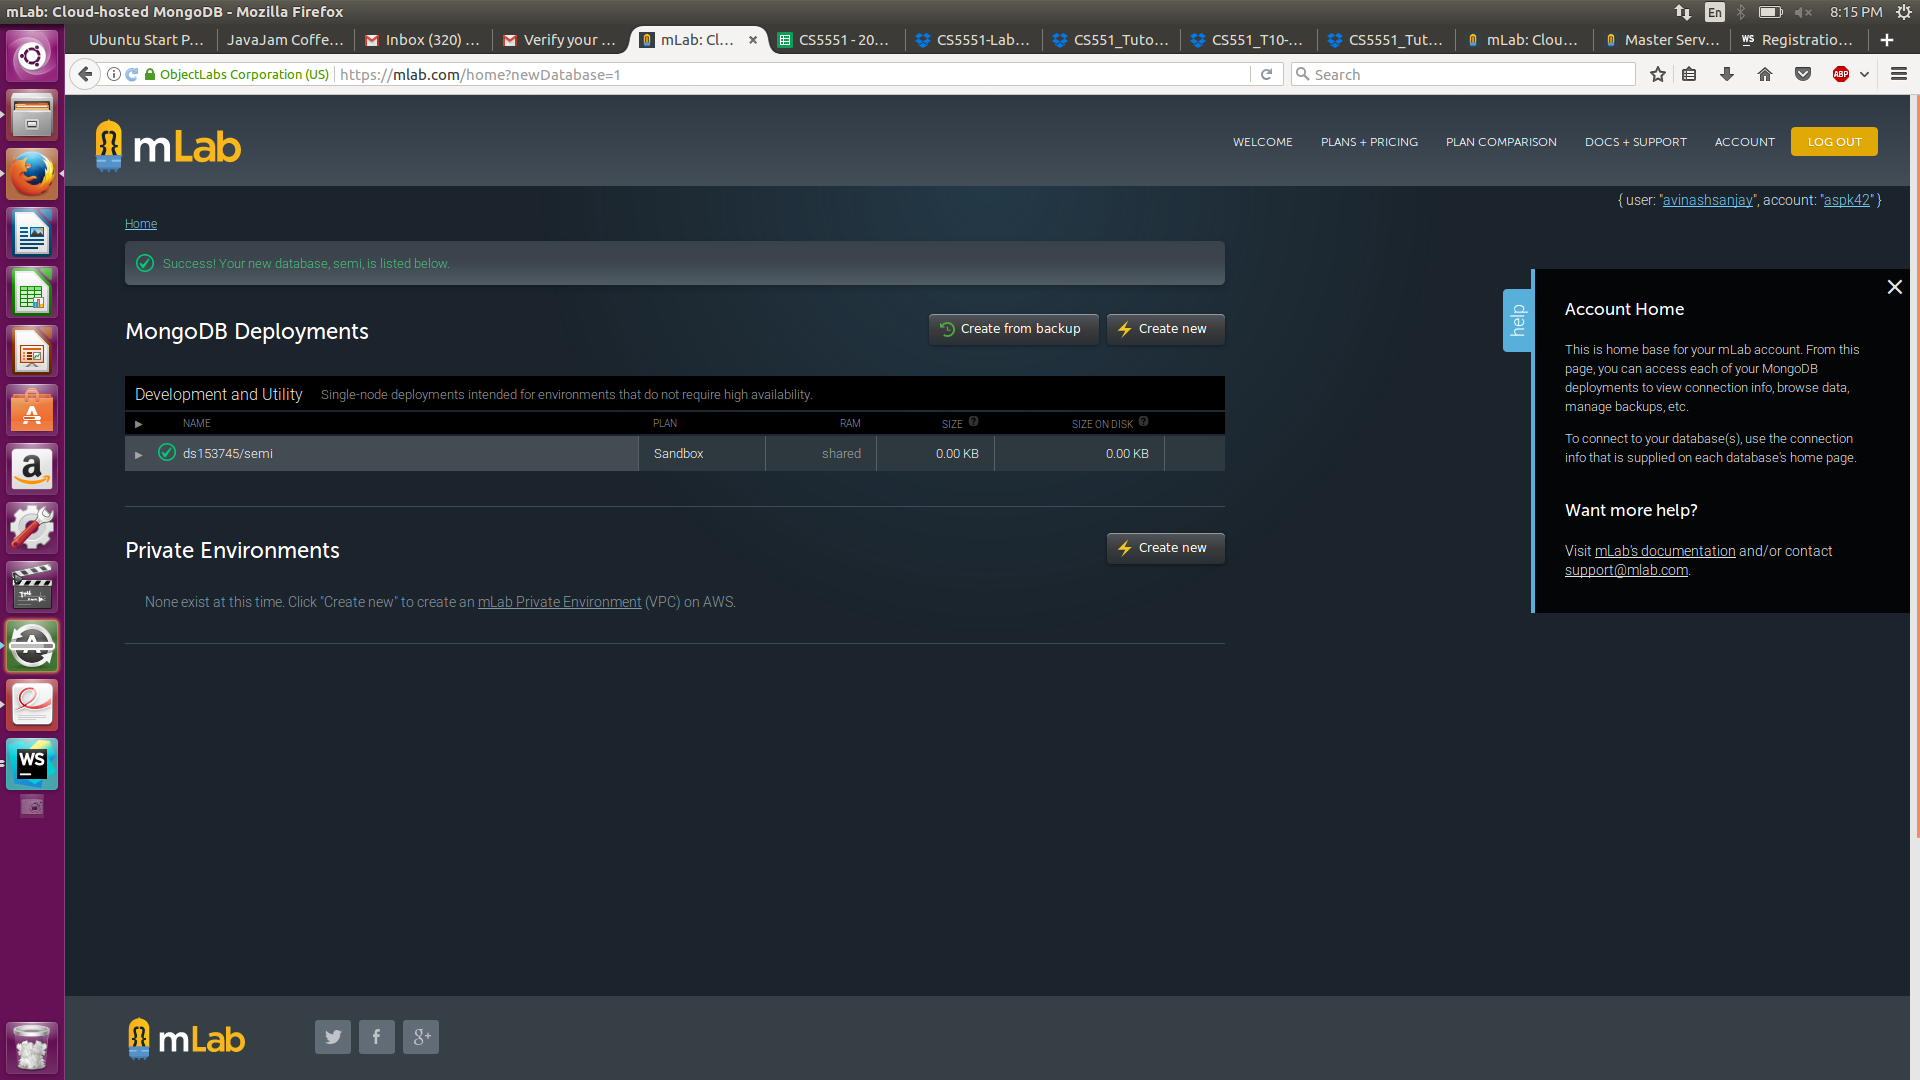 mLab: Cloud-hosted MongoDB - Mozilla Firefox
En
8:15 PM
Ubuntu Start P...
JavaJam Coffe...
Inbox (320) ...
Verify your ...
mLab: Cl...
CS5551 - 20...
CS5551-Lab...
CS551_Tuto...
CS551_T10-...
CS5551_Tut...
mLab: Clou...
Master Serv...
WS Registratio...
ObjectLabs Corporation (US)
https://mlab.com/home?newDatabase=1
Search
ABP
mLab
WELCOME
PLANS + PRICING
PLAN COMPARISON
DOCS + SUPPORT
ACCOUNT
LOG OUT
{ user: "avinashsanjay", account: "aspk42" }
Home
Success! Your new database, semi, is listed below.
MongoDB Deployments
Create from backup
Create new
Development and Utility
Single-node deployments intended for environments that do not require high availability.
NAME
PLAN
RAM
SIZE ?
SIZE ON DISK ?
ds153745/semi
Sandbox
shared
0.00 KB
0.00 KB
Private Environments
Create new
None exist at this time. Click "Create new" to create an mLab Private Environment (VPC) on AWS.
help
Account Home
This is home base for your mLab account. From this
page, you can access each of your MongoDB
deployments to view connection info, browse data,
manage backups, etc.
To connect to your database(s), use the connection
info that is supplied on each database's home page.
Want more help?
Visit mLab's documentation and/or contact
support@mlab.com.
a
A
WS
mLab
f
g+